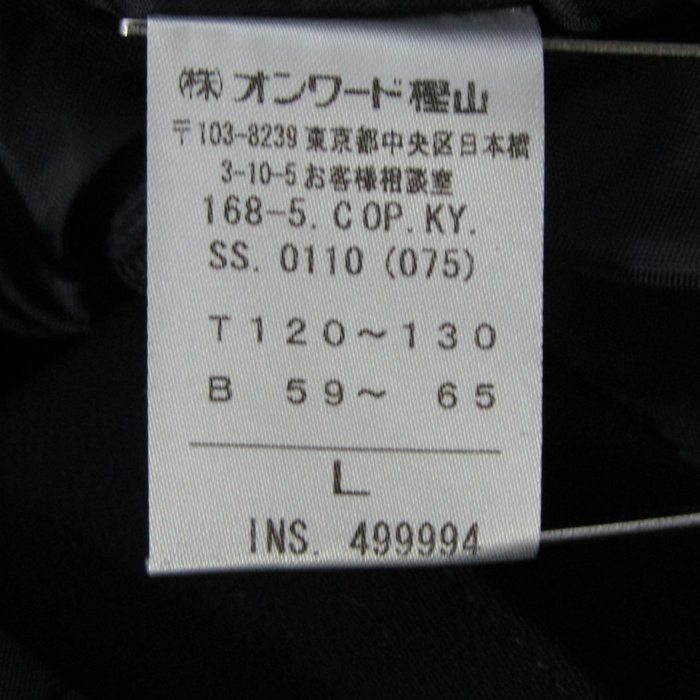 ㈱オンワード樫山
〒103-8239 東京都中央区日本橋
3-10-5 お客様相談室
168-5. C OP. KY.
SS. 0110 (075)
T 120～130
B 59～ 65
L
INS. 499994